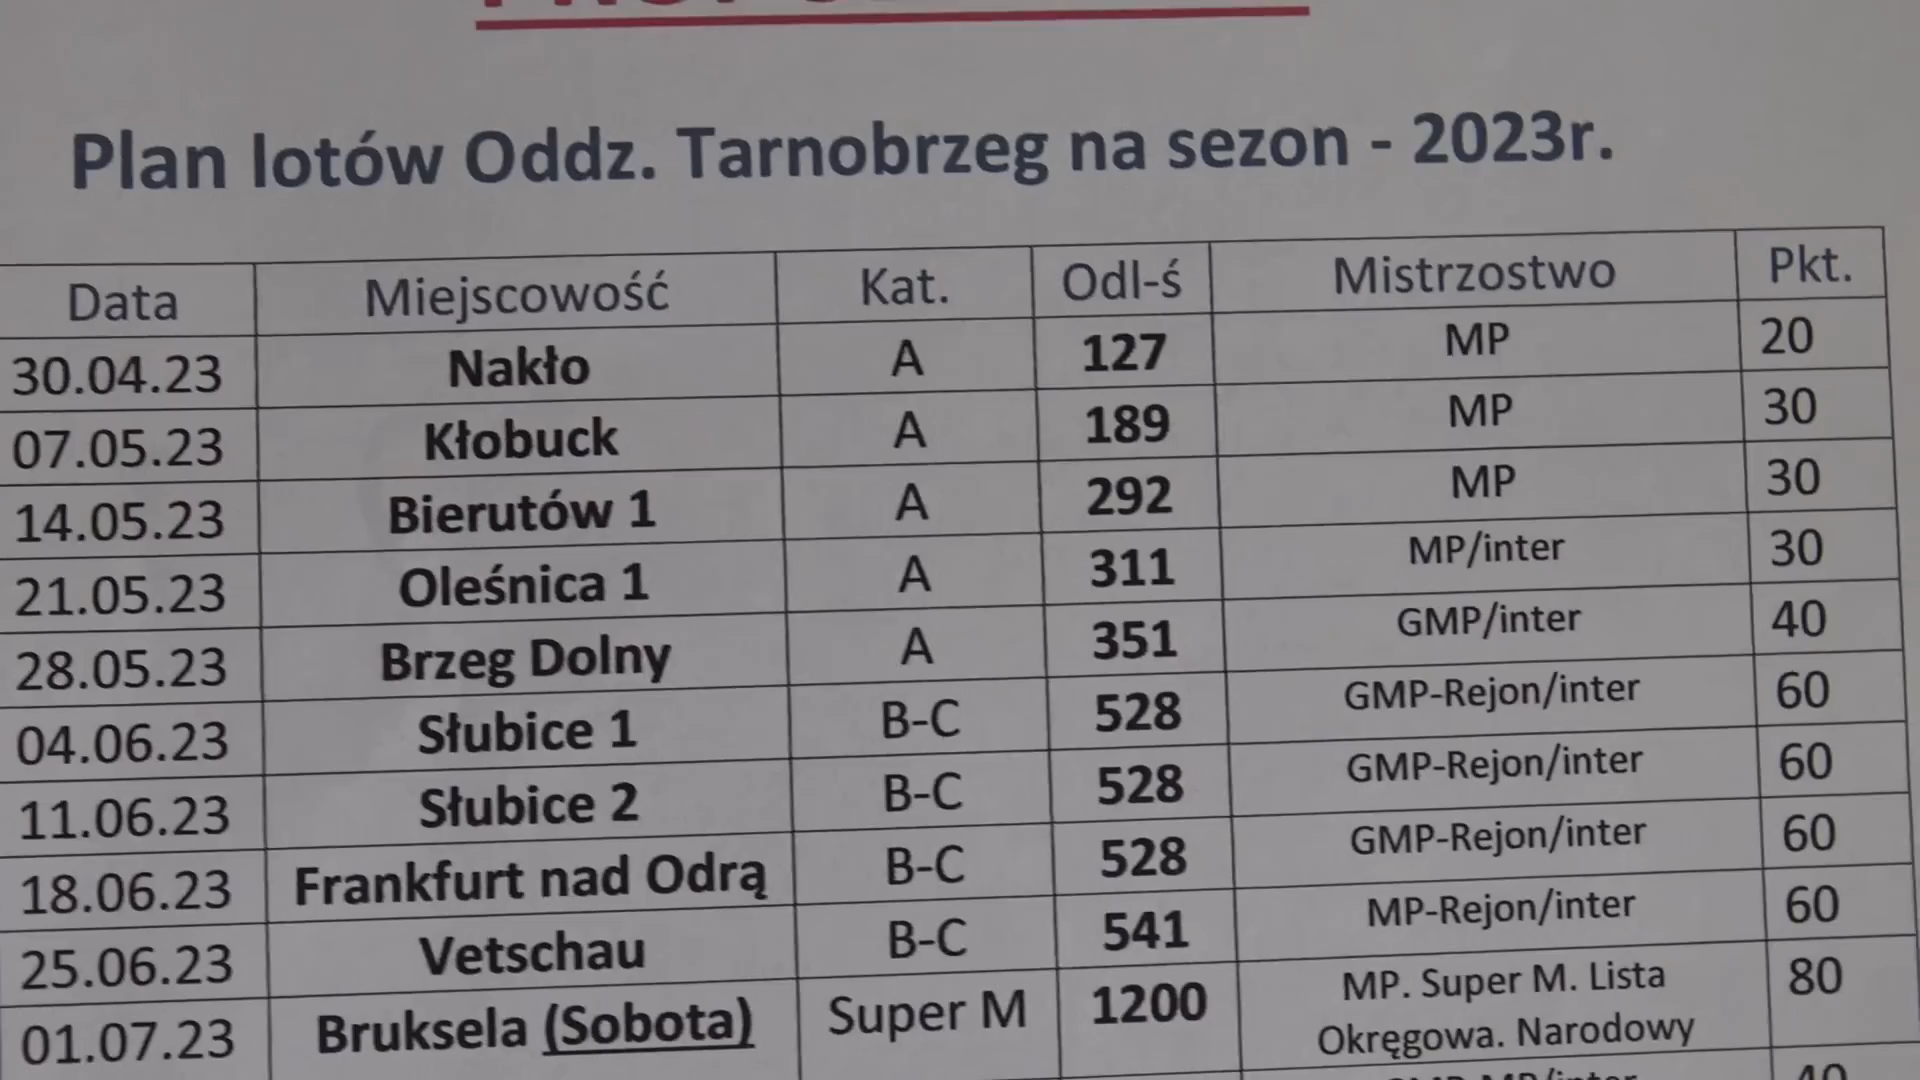 Plan lotów Oddz. Tarnobrzeg na sezon - 2023r.
Data Miejscowość Kat. Odl-ś Mistrzostwo Pkt.
30.04.23 Nakło A 127 MP 20
07.05.23 Kłobuck A 189 MP 30
14.05.23 Bierutów 1 A 292 MP 30
21.05.23 Oleśnica 1 A 311 MP/inter 30
28.05.23 Brzeg Dolny A 351 GMP/inter 40
04.06.23 Słubice 1 B-C 528 GMP-Rejon/inter 60
11.06.23 Słubice 2 B-C 528 GMP-Rejon/inter 60
18.06.23 Frankfurt nad Odrą B-C 528 GMP-Rejon/inter 60
25.06.23 Vetschau B-C 541 MP-Rejon/inter 60
01.07.23 Bruksela (Sobota) Super M 1200 MP. Super M. Lista 80
Okręgowa. Narodowy